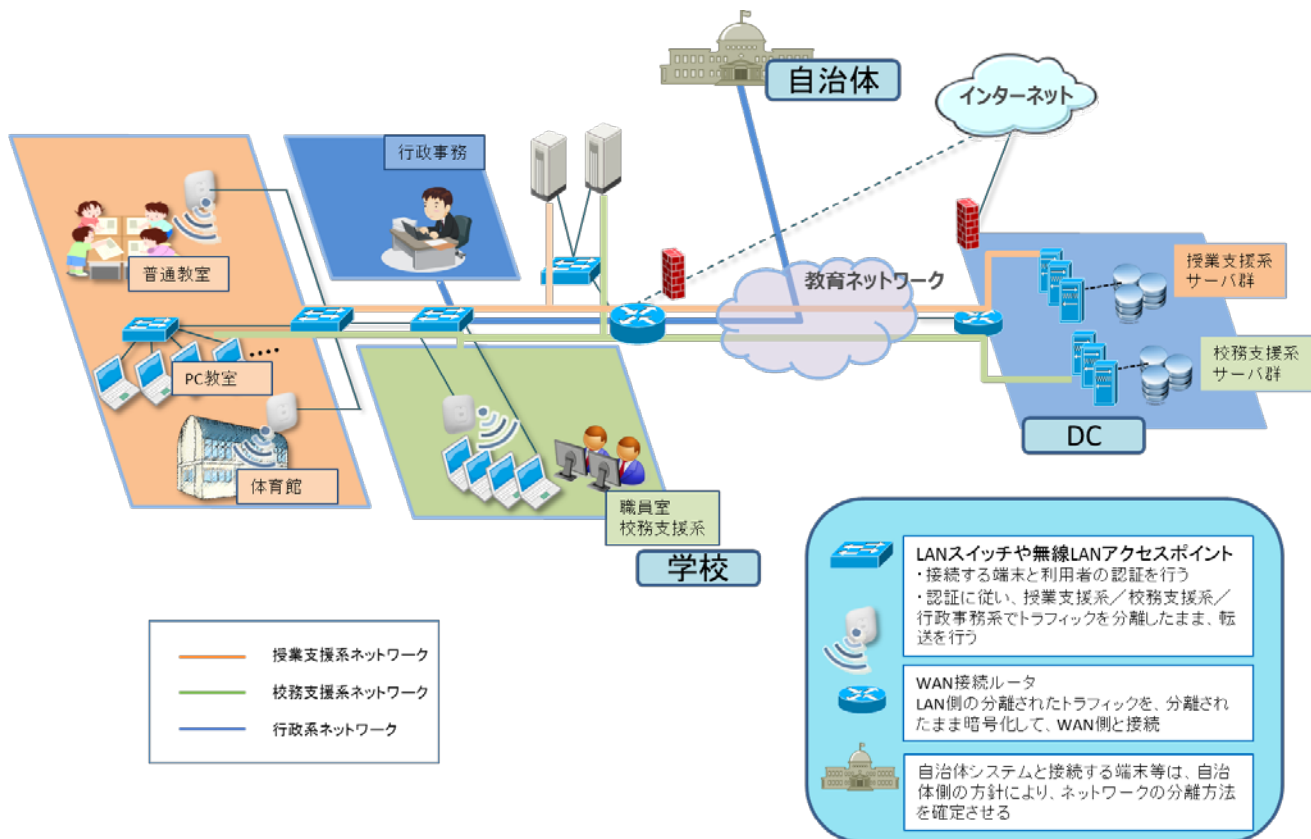 自治体
インターネット
行政事務
普通教室
教育ネットワーク
授業支援系
サーバ群
PC教室
校務支援系
サーバ群
体育館
DC
職員室
校務支援系
学校
授業支援系ネットワーク
校務支援系ネットワーク
行政系ネットワーク
LANスイッチや無線LANアクセスポイント
・接続する端末と利用者の認証を行う
・認証に従い、授業支援系／校務支援系／
行政事務系でトラフィックを分離したまま、転
送を行う
WAN接続ルータ
LAN側の分離されたトラフィックを、分離され
たまま暗号化して、WAN側と接続
自治体システムと接続する端末等は、自治
体側の方針により、ネットワークの分離方法
を確定させる